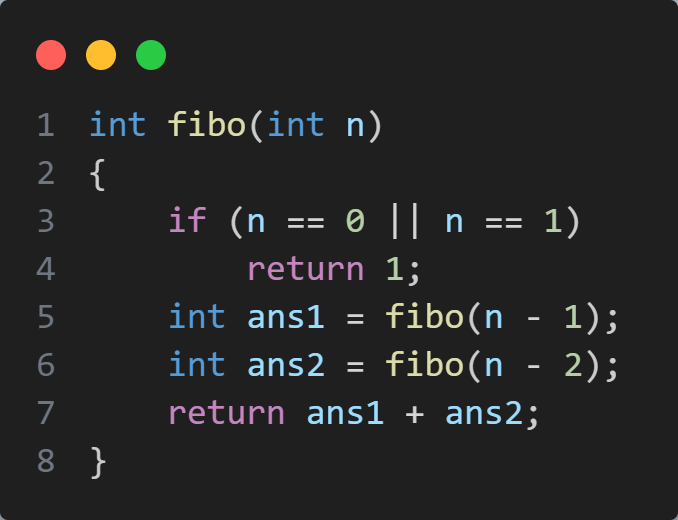 1 int fibo(int n)
2 {
3     if (n == 0 || n == 1)
4         return 1;
5     int ans1 = fibo(n - 1);
6     int ans2 = fibo(n - 2);
7     return ans1 + ans2;
8 }